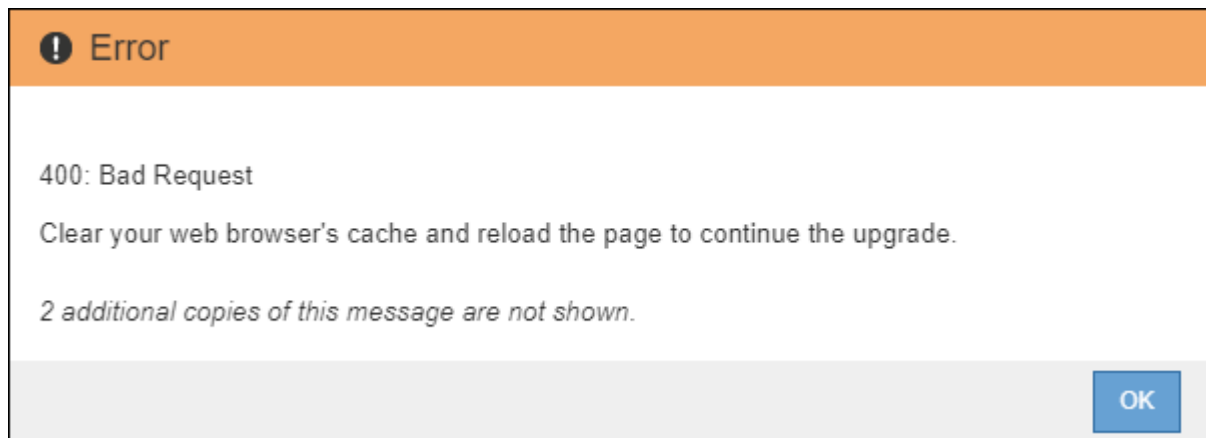 Error
400: Bad Request
Clear your web browser's cache and reload the page to continue the upgrade.
2 additional copies of this message are not shown.
OK